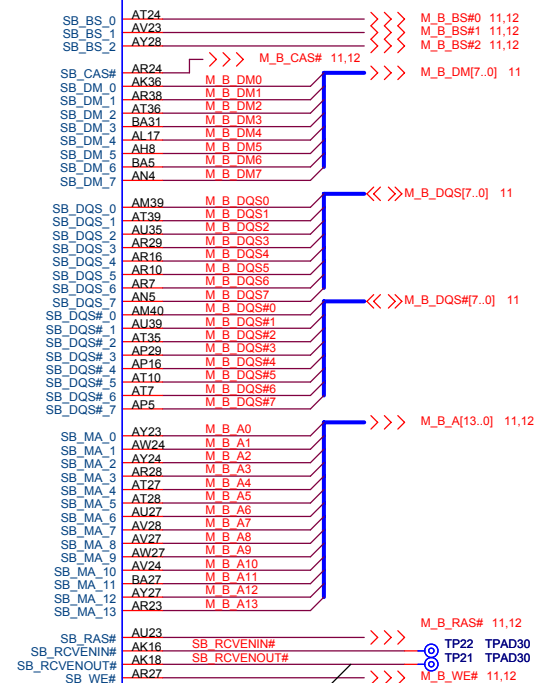 SB_BS_0 AT24 M_B_BS#0 11,12
SB_BS_1 AV23 M_B_BS#1 11,12
SB_BS_2 AY28 M_B_BS#2 11,12
M_B_CAS# 11,12
SB_CAS# AR24 M_B_DM[7..0] 11
SB_DM_0 AK36 M_B_DM0
SB_DM_1 AR38 M_B_DM1
SB_DM_2 AT36 M_B_DM2
SB_DM_3 BA31 M_B_DM3
SB_DM_4 AL17 M_B_DM4
SB_DM_5 AH8 M_B_DM5
SB_DM_6 BA5 M_B_DM6
SB_DM_7 AN4 M_B_DM7
M_B_DQS[7..0] 11
SB_DQS_0 AM39 M_B_DQS0
SB_DQS_1 AT39 M_B_DQS1
SB_DQS_2 AU35 M_B_DQS2
SB_DQS_3 AR29 M_B_DQS3
SB_DQS_4 AR16 M_B_DQS4
SB_DQS_5 AR10 M_B_DQS5
SB_DQS_6 AR7 M_B_DQS6
SB_DQS_7 AN5 M_B_DQS7 M_B_DQS#[7..0] 11
SB_DQS#_0 AM40 M_B_DQS#0
SB_DQS#_1 AU39 M_B_DQS#1
SB_DQS#_2 AT35 M_B_DQS#2
SB_DQS#_3 AP29 M_B_DQS#3
SB_DQS#_4 AP16 M_B_DQS#4
SB_DQS#_5 AT10 M_B_DQS#5
SB_DQS#_6 AT7 M_B_DQS#6
SB_DQS#_7 AP5 M_B_DQS#7
M_B_A[13..0] 11,12
SB_MA_0 AY23 M_B_A0
SB_MA_1 AW24 M_B_A1
SB_MA_2 AY24 M_B_A2
SB_MA_3 AR28 M_B_A3
SB_MA_4 AT27 M_B_A4
SB_MA_5 AT28 M_B_A5
SB_MA_6 AU27 M_B_A6
SB_MA_7 AV28 M_B_A7
SB_MA_8 AV27 M_B_A8
SB_MA_9 AW27 M_B_A9
SB_MA_10 AV24 M_B_A10
SB_MA_11 BA27 M_B_A11
SB_MA_12 AY27 M_B_A12
SB_MA_13 AR23 M_B_A13
M_B_RAS# 11,12
SB_RAS# AU23
SB_RCVENIN# AK16 SB_RCVENIN# TP22 TPAD30
SB_RCVENOUT# AK18 SB_RCVENOUT# TP21 TPAD30
SB_WE# AR27 M_B_WE# 11,12